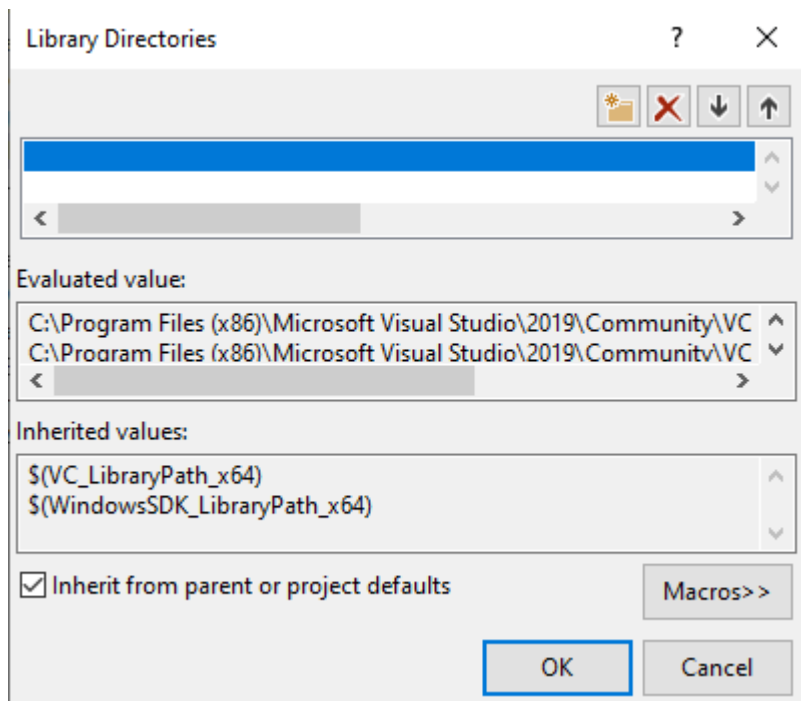 Library Directories
Evaluated value:
C:\Program Files (x86)\Microsoft Visual Studio\2019\Community\VC
C:\Program Files (x86)\Microsoft Visual Studio\2019\Community\VC
Inherited values:
$(VC_LibraryPath_x64)
$(WindowsSDK_LibraryPath_x64)
Inherit from parent or project defaults
Macros>>
OK Cancel